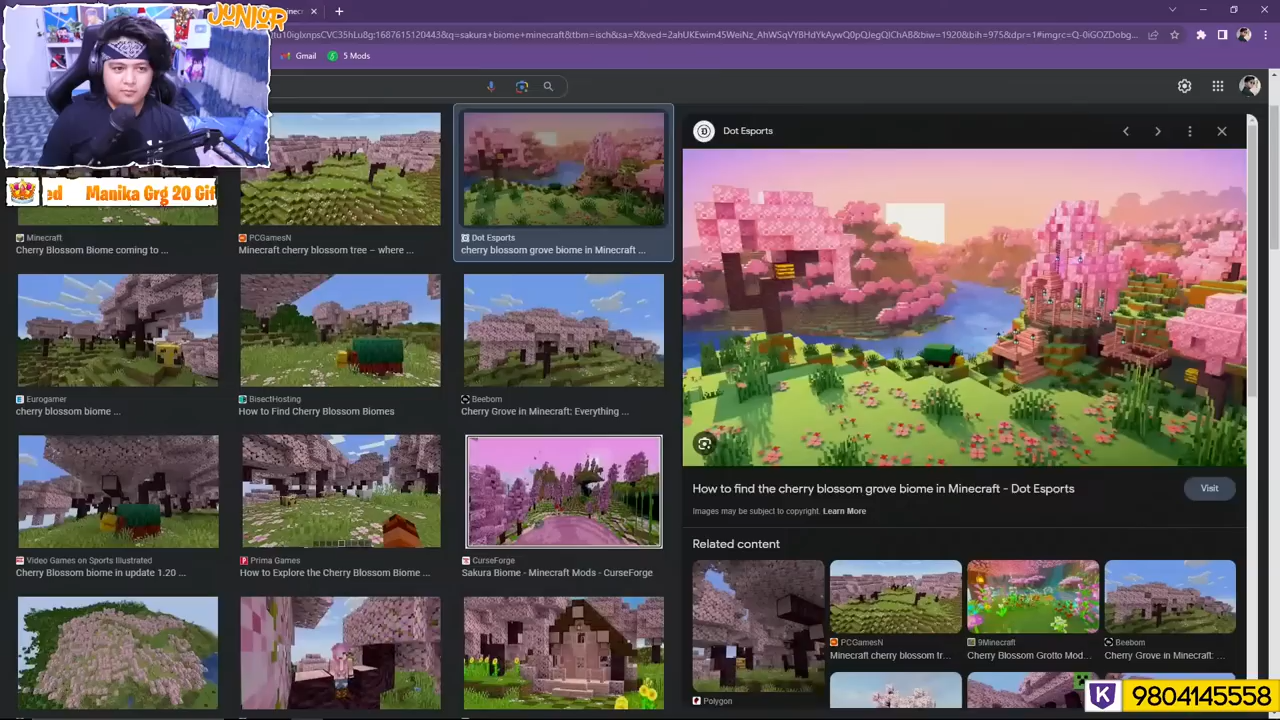 JUNIOR
Gmail
5 Mods
ed Manika Grg 20 Gif
Minecraft
Cherry Blossom Biome coming to ...
PCGamesN
Minecraft cherry blossom tree – where ...
Dot Esports
cherry blossom grove biome in Minecraft ...
Eurogamer
cherry blossom biome ...
BisectHosting
How to Find Cherry Blossom Biomes
Beebom
Cherry Grove in Minecraft: Everything ...
Video Games on Sports Illustrated
Cherry Blossom biome in update 1.20 ...
Prima Games
How to Explore the Cherry Blossom Biome ...
CurseForge
Sakura Biome - Minecraft Mods - CurseForge
Dot Esports
How to find the cherry blossom grove biome in Minecraft - Dot Esports
Visit
Images may be subject to copyright. Learn More
Related content
PCGamesN
Minecraft cherry blossom tr...
9Minecraft
Cherry Blossom Grotto Mod...
Beebom
Cherry Grove in Minecraft: ...
Polygon
K 9804145558